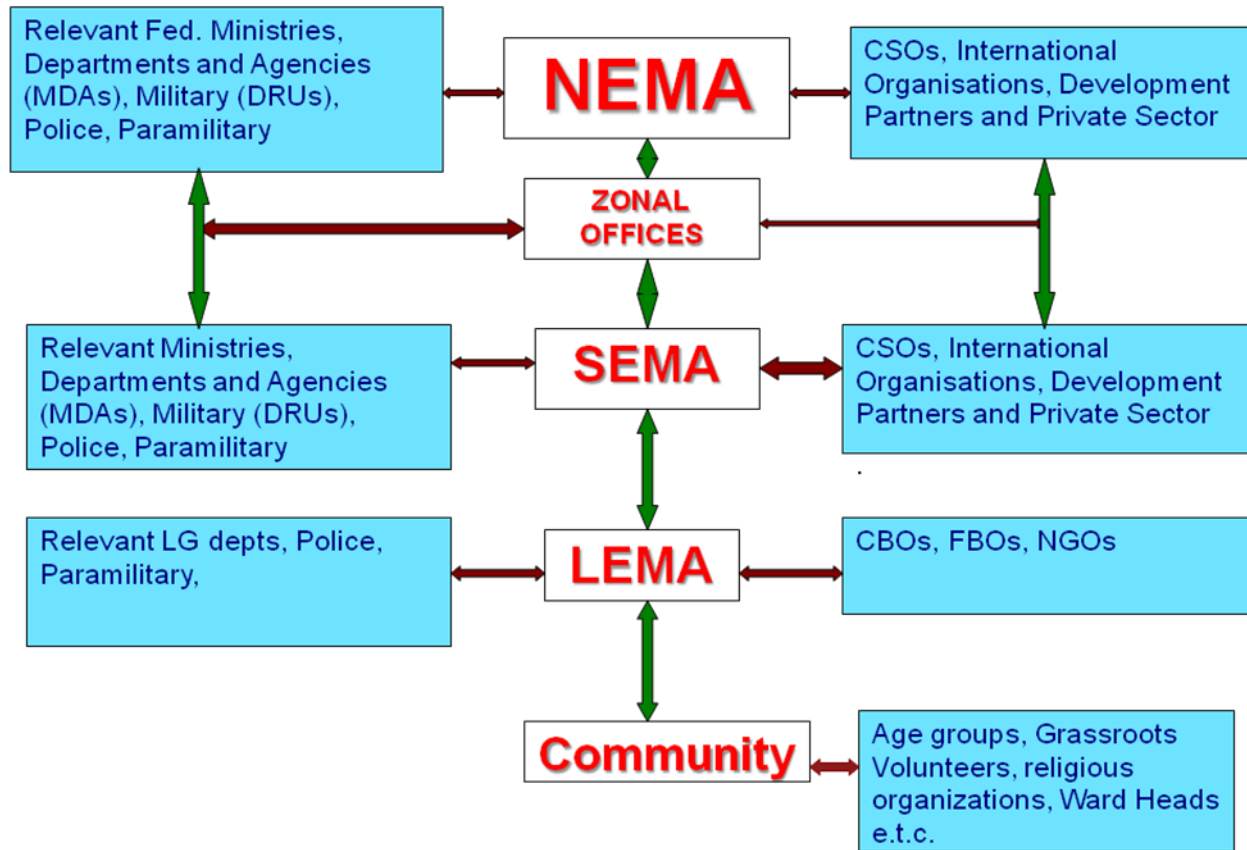 Relevant Fed. Ministries,
Departments and Agencies
(MDAs), Military (DRUs),
Police, Paramilitary
NEMA
CSOs, International
Organisations, Development
Partners and Private Sector
ZONAL
OFFICES
Relevant Ministries,
Departments and Agencies
(MDAs), Military (DRUs),
Police, Paramilitary
SEMA
CSOs, International
Organisations, Development
Partners and Private Sector
.
Relevant LG depts, Police,
Paramilitary,
LEMA
CBOs, FBOs, NGOs
Community
Age groups, Grassroots
Volunteers, religious
organizations, Ward Heads
e.t.c.